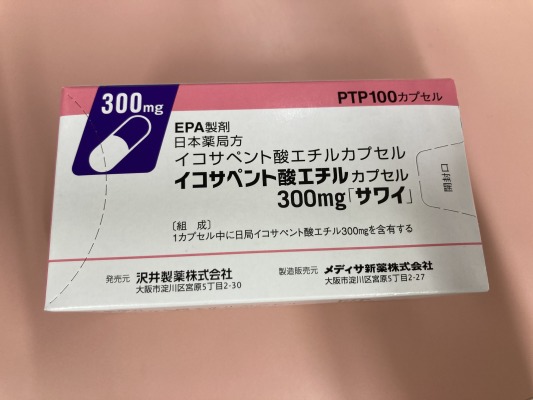 300mg
PTP100カプセル
EPA製剤
日本薬局方
イコサペント酸エチルカプセル
イコサペント酸エチルカプセル
300mg「サワイ」
開封口
〔組 成〕
1カプセル中に日局イコサペント酸エチル300mgを含有する
発売元 沢井製薬株式会社
大阪市淀川区宮原5丁目2-30
製造販売元 メディサ新薬株式会社
大阪市淀川区宮原5丁目2-27